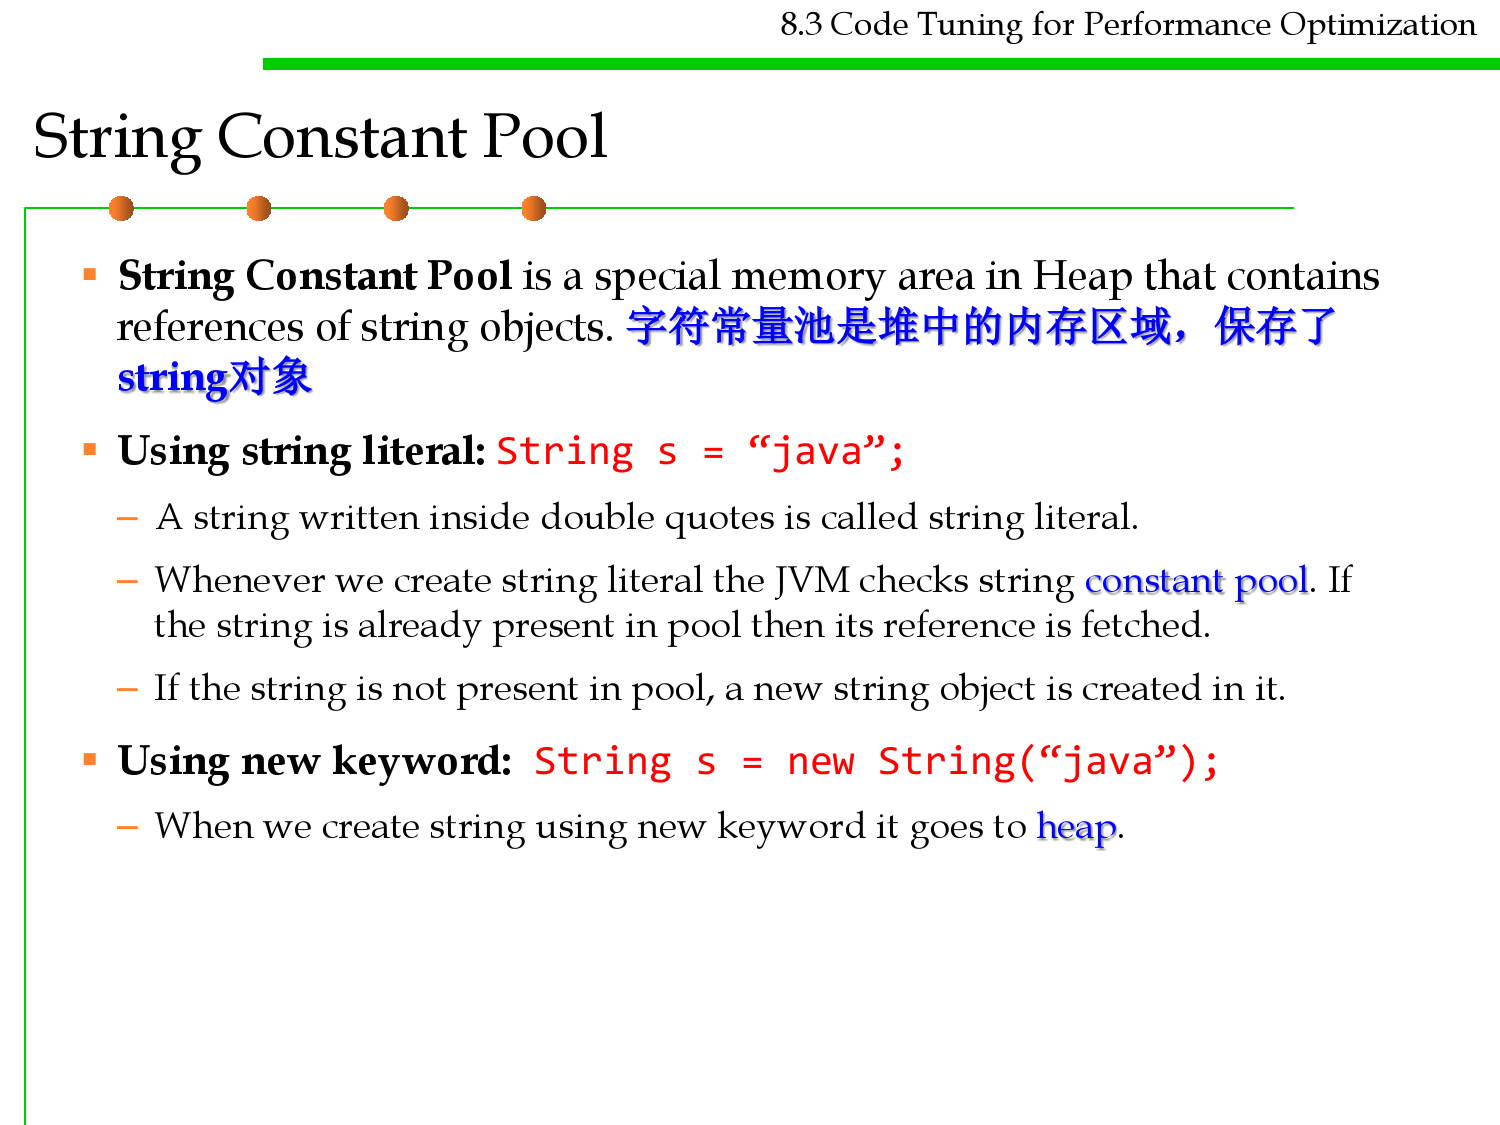 8.3 Code Tuning for Performance Optimization
String Constant Pool
▪ String Constant Pool is a special memory area in Heap that contains
references of string objects. 字符常量池是堆中的内存区域，保存了
string对象
▪ Using string literal: String s = “java”;
– A string written inside double quotes is called string literal.
– Whenever we create string literal the JVM checks string constant pool. If
the string is already present in pool then its reference is fetched.
– If the string is not present in pool, a new string object is created in it.
▪ Using new keyword: String s = new String(“java”);
– When we create string using new keyword it goes to heap.